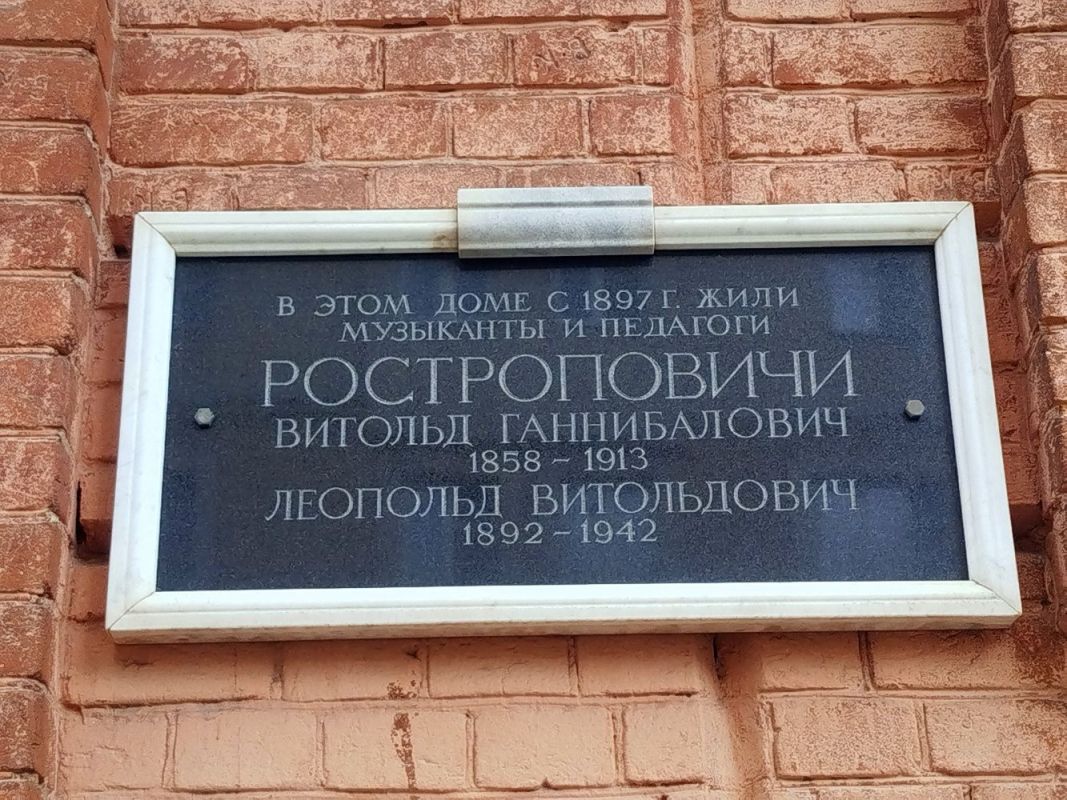 В ЭТОМ ДОМЕ С 1897 Г. ЖИЛИ
МУЗЫКАНТЫ И ПЕДАГОГИ
РОСТРОПОВИЧИ
ВИТОЛЬД ГАННИБАЛОВИЧ
1858 – 1913
ЛЕОПОЛЬД ВИТОЛЬДОВИЧ
1892 – 1942